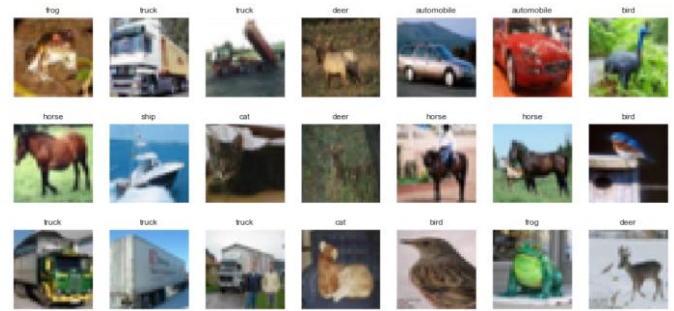 frog truck truck deer automobile automobile bird
horse ship cat deer horse horse bird
truck truck truck cat bird frog deer